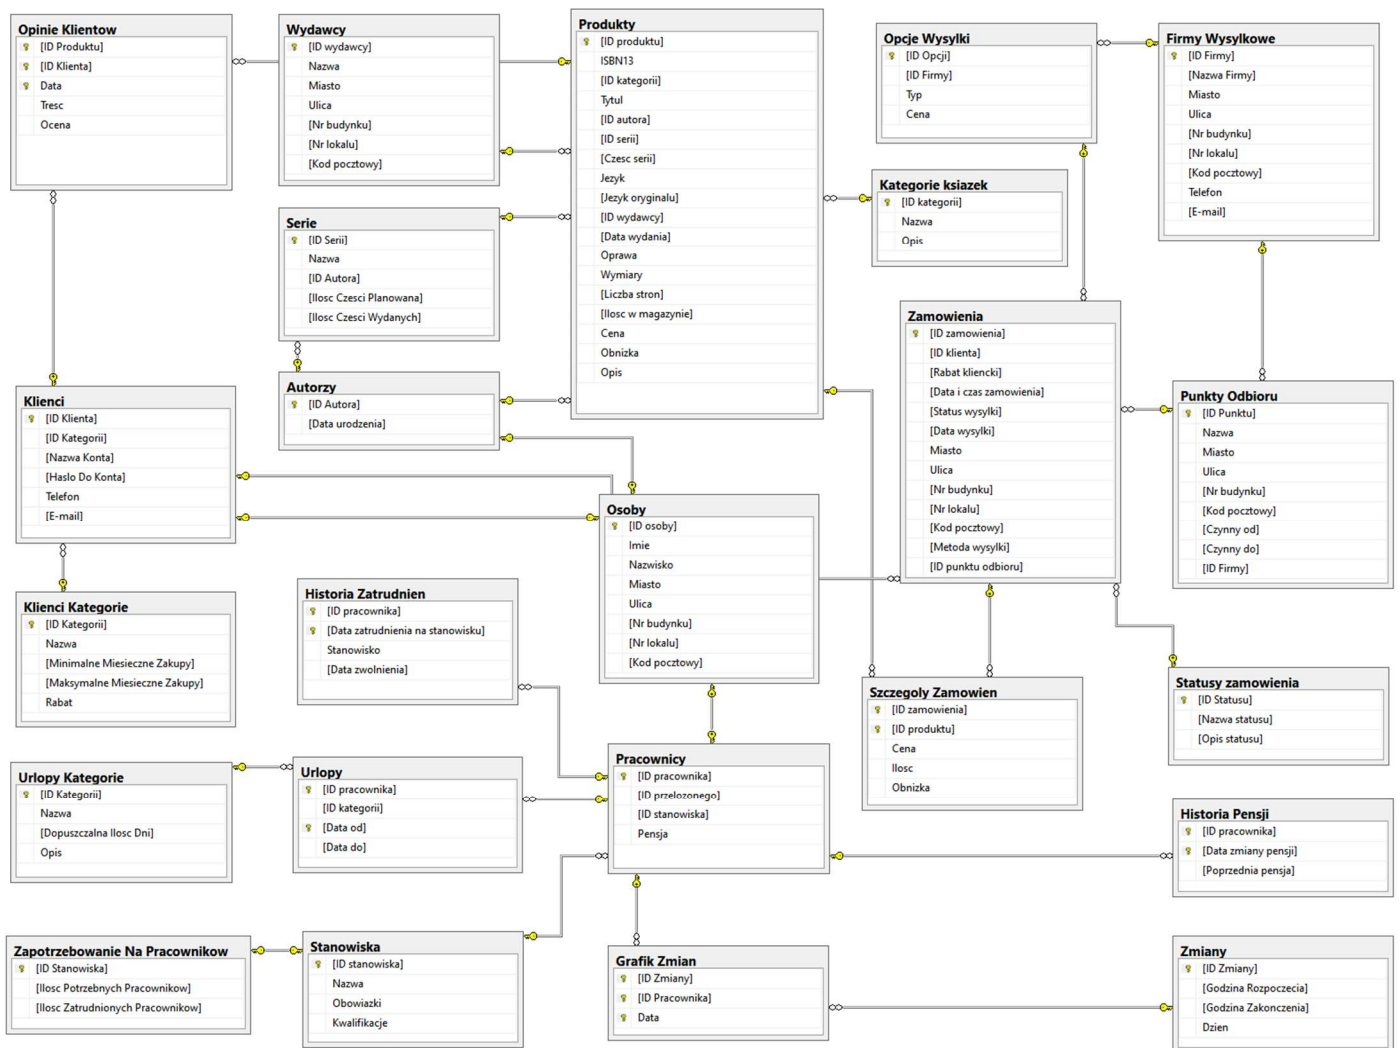 Opinie Klientow
[ID Produktu]
[ID Klienta]
Data
Tresc
Ocena
Wydawcy
[ID wydawcy]
Nazwa
Miasto
Ulica
[Nr budynku]
[Nr lokalu]
[Kod pocztowy]
Produkty
[ID produktu]
ISBN13
[ID kategorii]
Tytul
[ID autora]
[ID serii]
[Czesc serii]
Jezyk
[Jezyk oryginalu]
[ID wydawcy]
[Data wydania]
Oprawa
Wymiary
[Liczba stron]
[Ilosc w magazynie]
Cena
Obnizka
Opis
Opcje Wysylki
[ID Opcji]
[ID Firmy]
Typ
Cena
Firmy Wysylkowe
[ID Firmy]
[Nazwa Firmy]
Miasto
Ulica
[Nr budynku]
[Nr lokalu]
[Kod pocztowy]
Telefon
[E-mail]
Kategorie ksiazek
[ID kategorii]
Nazwa
Opis
Serie
[ID Serii]
Nazwa
[ID Autora]
[Ilosc Czesci Planowana]
[Ilosc Czesci Wydanych]
Autorzy
[ID Autora]
[Data urodzenia]
Zamowienia
[ID zamowienia]
[ID klienta]
[Rabat kliencki]
[Data i czas zamowienia]
[Status wysylki]
[Data wysylki]
Miasto
Ulica
[Nr budynku]
[Nr lokalu]
[Kod pocztowy]
[Metoda wysylki]
[ID punktu odbioru]
Punkty Odbioru
[ID Punktu]
Nazwa
Miasto
Ulica
[Nr budynku]
[Kod pocztowy]
[Czynny od]
[Czynny do]
[ID Firmy]
Klienci
[ID Klienta]
[ID Kategorii]
[Nazwa Konta]
[Haslo Do Konta]
Telefon
[E-mail]
Osoby
[ID osoby]
Imie
Nazwisko
Miasto
Ulica
[Nr budynku]
[Nr lokalu]
[Kod pocztowy]
Klienci Kategorie
[ID Kategorii]
Nazwa
[Minimalne Miesieczne Zakupy]
[Maksymalne Miesieczne Zakupy]
Rabat
Historia Zatrudnien
[ID pracownika]
[Data zatrudnienia na stanowisku]
Stanowisko
[Data zwolnienia]
Szczegoly Zamowien
[ID zamowienia]
[ID produktu]
Cena
Ilosc
Obnizka
Statusy zamowienia
[ID Statusu]
[Nazwa statusu]
[Opis statusu]
Urlopy Kategorie
[ID Kategorii]
Nazwa
[Dopuszczalna Ilosc Dni]
Opis
Urlopy
[ID pracownika]
[ID kategorii]
[Data od]
[Data do]
Pracownicy
[ID pracownika]
[ID przelozonego]
[ID stanowiska]
Pensja
Historia Pensji
[ID pracownika]
[Data zmiany pensji]
[Poprzednia pensja]
Zapotrzebowanie Na Pracownikow
[ID Stanowiska]
[Ilosc Potrzebnych Pracownikow]
[Ilosc Zatrudnionych Pracownikow]
Stanowiska
[ID stanowiska]
Nazwa
Obowiazki
Kwalifikacje
Grafik Zmian
[ID Zmiany]
[ID Pracownika]
Data
Zmiany
[ID Zmiany]
[Godzina Rozpoczecia]
[Godzina Zakonczenia]
Dzien